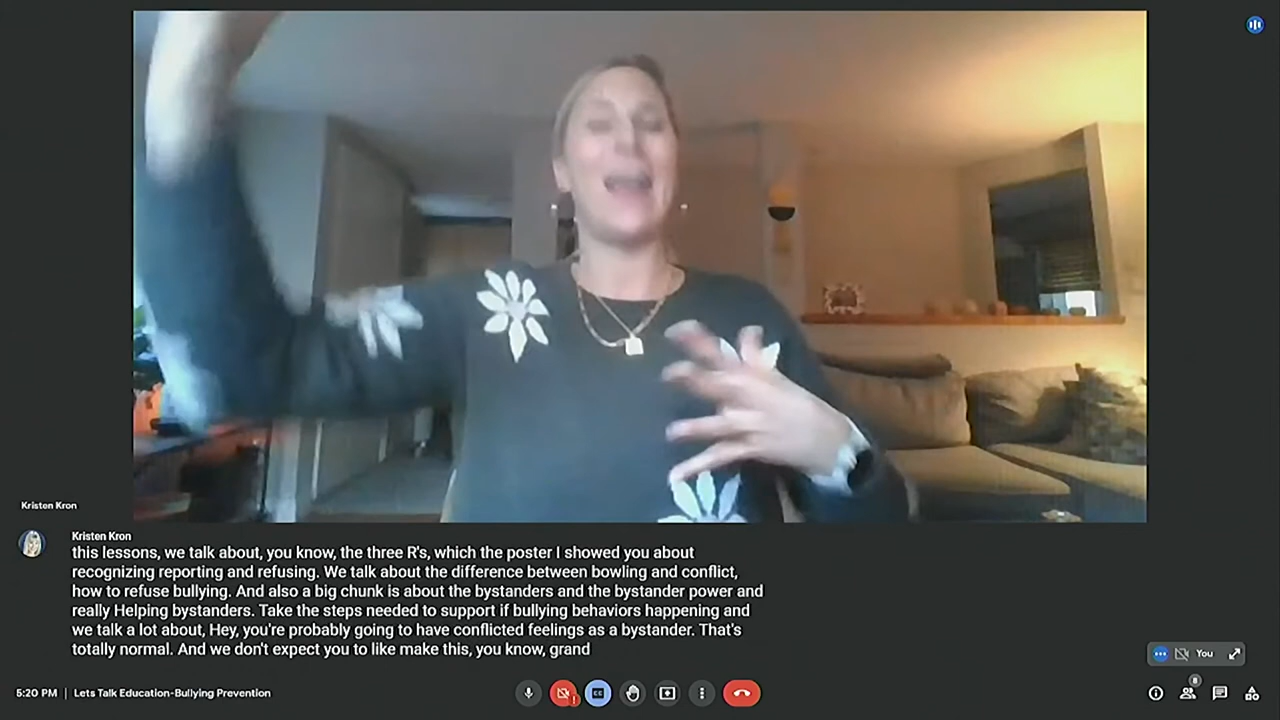 Kristen Kron
Kristen Kron
this lessons, we talk about, you know, the three R's, which the poster I showed you about
recognizing reporting and refusing. We talk about the difference between bowling and conflict,
how to refuse bullying. And also a big chunk is about the bystanders and the bystander power and
really Helping bystanders. Take the steps needed to support if bullying behaviors happening and
we talk a lot about, Hey, you're probably going to have conflicted feelings as a bystander. That's
totally normal. And we don't expect you to like make this, you know, grand
You
5:20 PM | Lets Talk Education-Bullying Prevention
CC
8